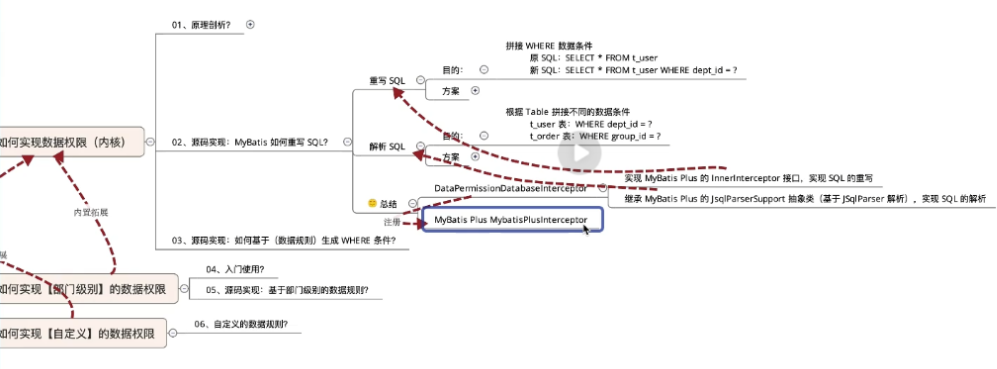 01、原理剖析?
拼接 WHERE 数据条件
原 SQL: SELECT * FROM t_user
新 SQL: SELECT * FROM t_user WHERE dept_id = ?
目的:
重写 SQL
方案
根据 Table 拼接不同的数据条件
t_user 表: WHERE dept_id = ?
t_order 表: WHERE group_id = ?
目的:
如何实现数据权限（内核）
02、源码实现: MyBatis 如何重写 SQL?
解析 SQL
方案
实现 MyBatis Plus 的 InnerInterceptor 接口，实现 SQL 的重写
DataPermissionDatabaseInterceptor
继承 MyBatis Plus 的 JsqlParserSupport 抽象类（基于 JSqlParser 解析），实现 SQL 的解析
总结
内置拓展
注册
MyBatis Plus MybatisPlusInterceptor
03、源码实现: 如何基于（数据规则）生成 WHERE 条件?
展
04、入门使用?
如何实现【部门级别】的数据权限
05、源码实现: 基于部门级别的数据规则?
06、自定义的数据规则?
如何实现【自定义】的数据权限